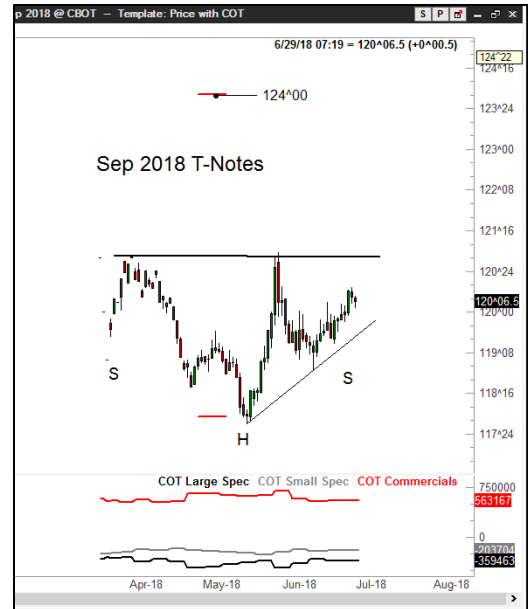 p 2018 @ CBOT – Template: Price with COT
S P
6/29/18 07:19 = 120^06.5 (+0^00.5)
124^22
124^16
124^00
123^24
123^00
Sep 2018 T-Notes
122^08
121^16
120^24
120^06.5
120^00
119^08
S
S
118^16
H
117^24
COT Large Spec COT Small Spec COT Commercials
750000
563167
0
-203704
-359463
Apr-18 May-18 Jun-18 Jul-18 Aug-18